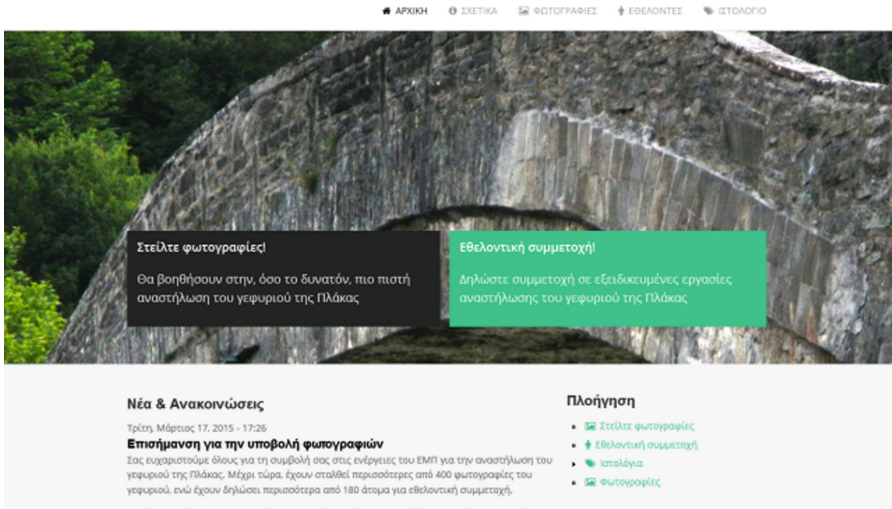 ΑΡΧΙΚΗ ΣΧΕΤΙΚΑ ΦΩΤΟΓΡΑΦΙΕΣ ΕΘΕΛΟΝΤΕΣ ΙΣΤΟΛΟΓΙΟ
Στείλτε φωτογραφίες!
Θα βοηθήσουν στην, όσο το δυνατόν, πιο πιστή
αναστήλωση του γεφυριού της Πλάκας
Εθελοντική συμμετοχή!
Δηλώστε συμμετοχή σε εξειδικευμένες εργασίες
αναστήλωσης του γεφυριού της Πλάκας
Νέα & Ανακοινώσεις
Τρίτη, Μάρτιος 17, 2015 - 17:26
Επισήμανση για την υποβολή φωτογραφιών
Σας ευχαριστούμε όλους για τη συμβολή σας στις ενέργειες του ΕΜΠ για την αναστήλωση του
γεφυριού της Πλάκας. Μέχρι τώρα, έχουν σταλθεί περισσότερες από 400 φωτογραφίες του
γεφυριού, ενώ έχουν δηλώσει περισσότερα από 180 άτομα για εθελοντική συμμετοχή.
Πλοήγηση
Στείλτε φωτογραφίες
Εθελοντική συμμετοχή
Ιστολόγια
Φωτογραφίες